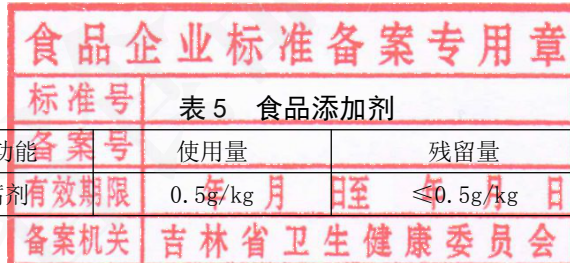 食品企业标准备案专用章
标准号
表 5 食品添加剂
功能 备案号 使用量 残留量
剂 有效期限 0.5g/kg 年 月 日至 ≤0.5g/kg 年 月 日
备案机关 吉林省卫生健康委员会